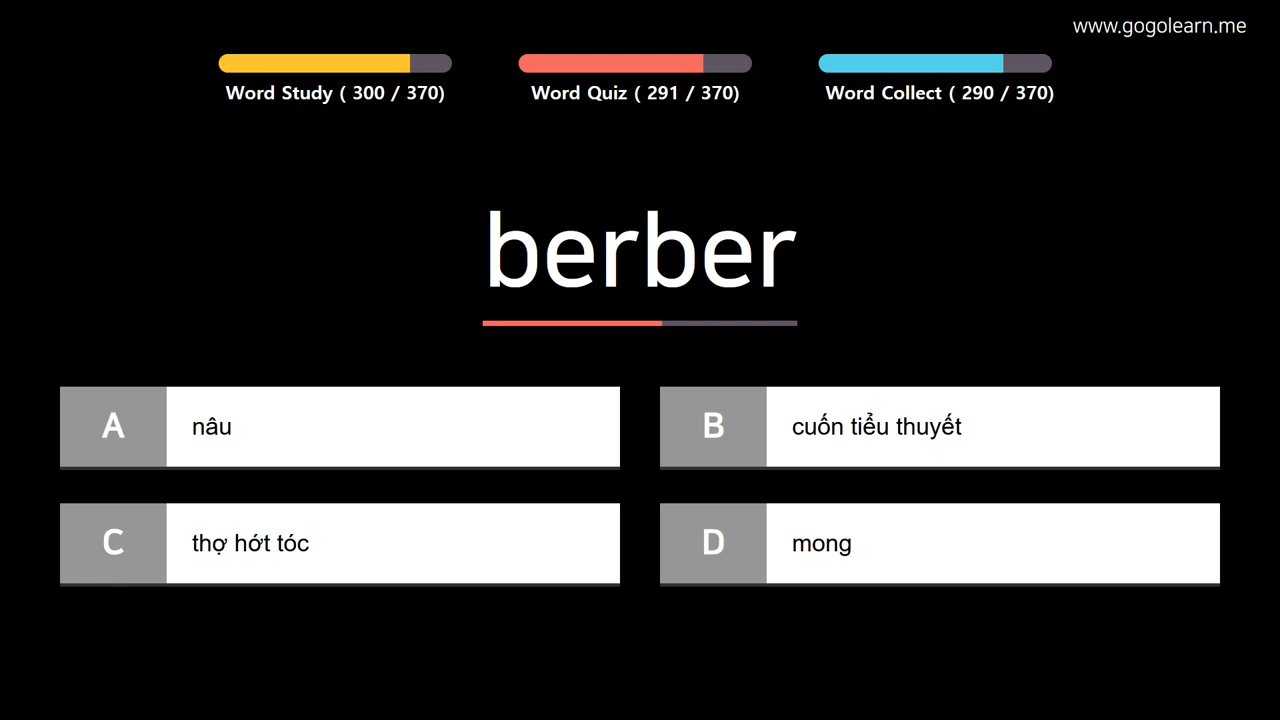 www.gogolearn.me
Word Study ( 300 / 370)
Word Quiz ( 291 / 370)
Word Collect ( 290 / 370)
berber
A nâu
B cuốn tiểu thuyết
C thợ hớt tóc
D mong